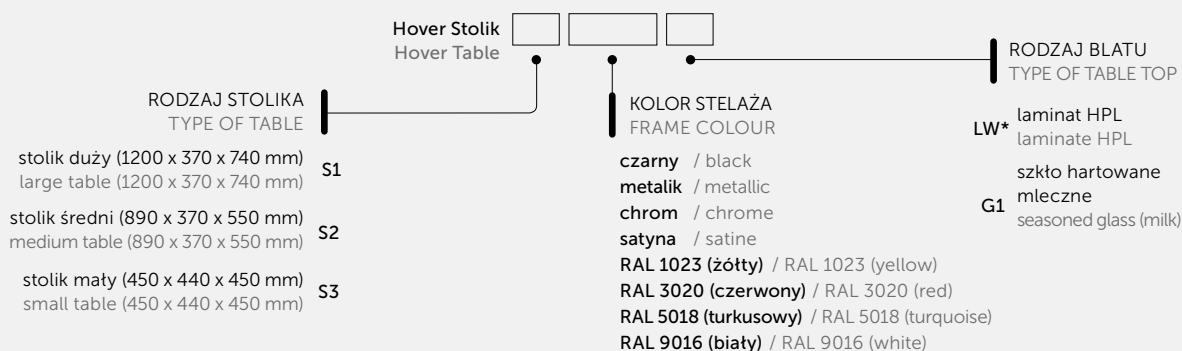 Hover Stolik
Hover Table
RODZAJ STOLIKA
TYPE OF TABLE
stolik duży (1200 x 370 x 740 mm)
large table (1200 x 370 x 740 mm)
S1
stolik średni (890 x 370 x 550 mm)
medium table (890 x 370 x 550 mm)
S2
stolik mały (450 x 440 x 450 mm)
small table (450 x 440 x 450 mm)
S3
KOLOR STELAŻA
FRAME COLOUR
czarny / black
metalik / metallic
chrom / chrome
satyna / satine
RAL 1023 (żółty) / RAL 1023 (yellow)
RAL 3020 (czerwony) / RAL 3020 (red)
RAL 5018 (turkusowy) / RAL 5018 (turquoise)
RAL 9016 (biały) / RAL 9016 (white)
RODZAJ BLATU
TYPE OF TABLE TOP
LW*
laminat HPL
laminate HPL
G1
szkło hartowane
mleczne
seasoned glass (milk)